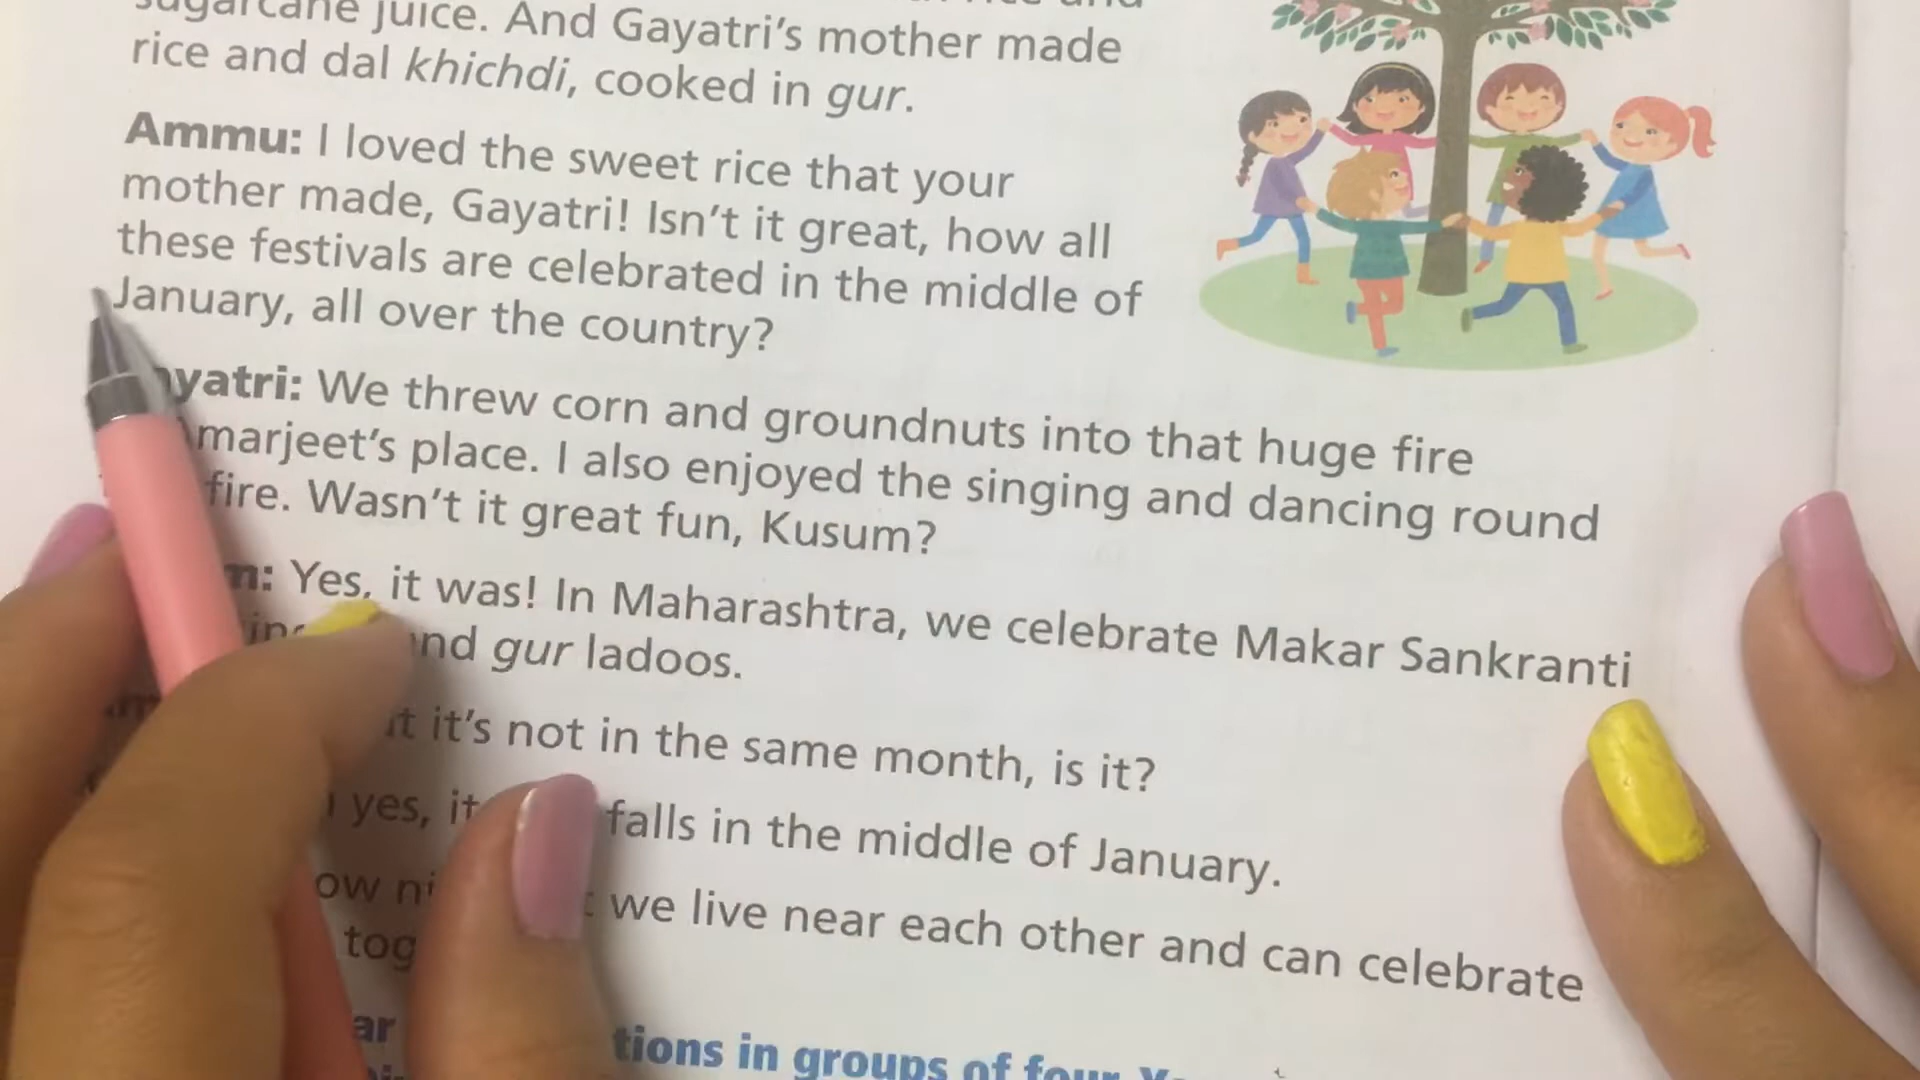 sugarcane juice. And Gayatri's mother made
rice and dal khichdi, cooked in gur.
Ammu: I loved the sweet rice that your
mother made, Gayatri! Isn't it great, how all
these festivals are celebrated in the middle of
January, all over the country?
yatri: We threw corn and groundnuts into that huge fire
marjeet's place. I also enjoyed the singing and dancing round
fire. Wasn't it great fun, Kusum?
m: Yes, it was! In Maharashtra, we celebrate Makar Sankranti
nd gur ladoos.
t it's not in the same month, is it?
yes, it falls in the middle of January.
ow we live near each other and can celebrate
tog
ar tions in groups of four.